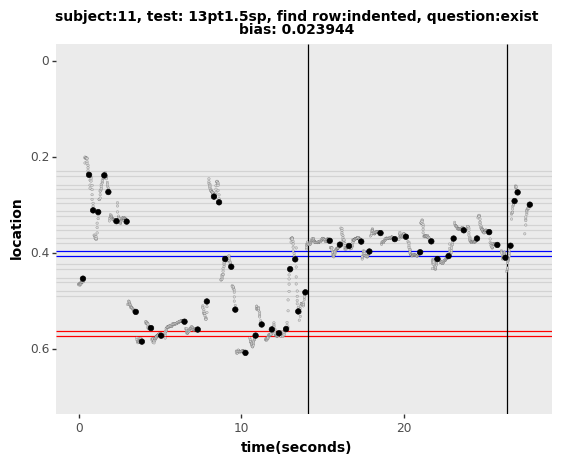 subject:11, test: 13pt1.5sp, find row:indented, question:exist
bias: 0.023944
0
0.2
0.4
0.6
location
0
10
20
time(seconds)